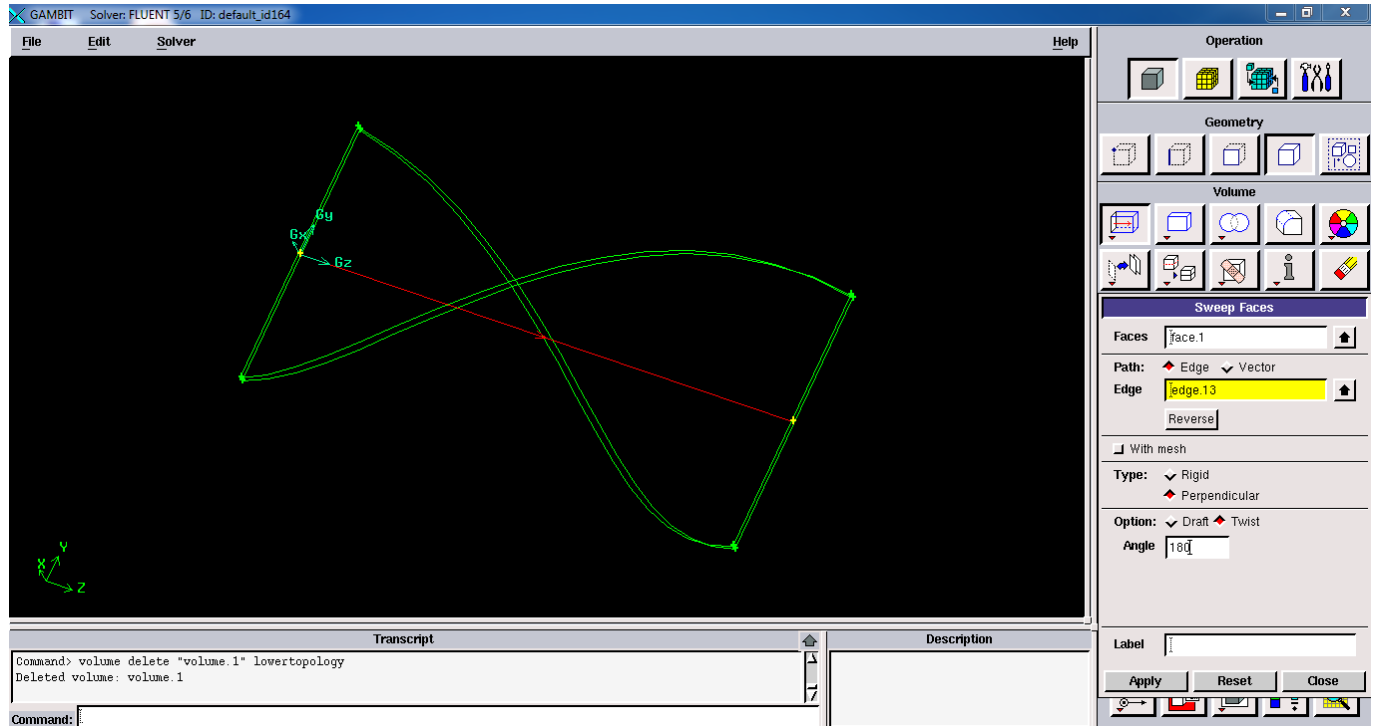 GAMBIT Solver: FLUENT 5/6 ID: default_id164
File Edit Solver Help
Gy
Gx
Gz
Y
X
Z
Transcript
Description
Command> volume delete "volume.1" lowertopology
Deleted volume: volume.1
Command:
Operation
Geometry
Volume
Sweep Faces
Faces face.1
Path: Edge Vector
Edge edge.13
Reverse
With mesh
Type: Rigid
Perpendicular
Option: Draft Twist
Angle 180
Label
Apply Reset Close